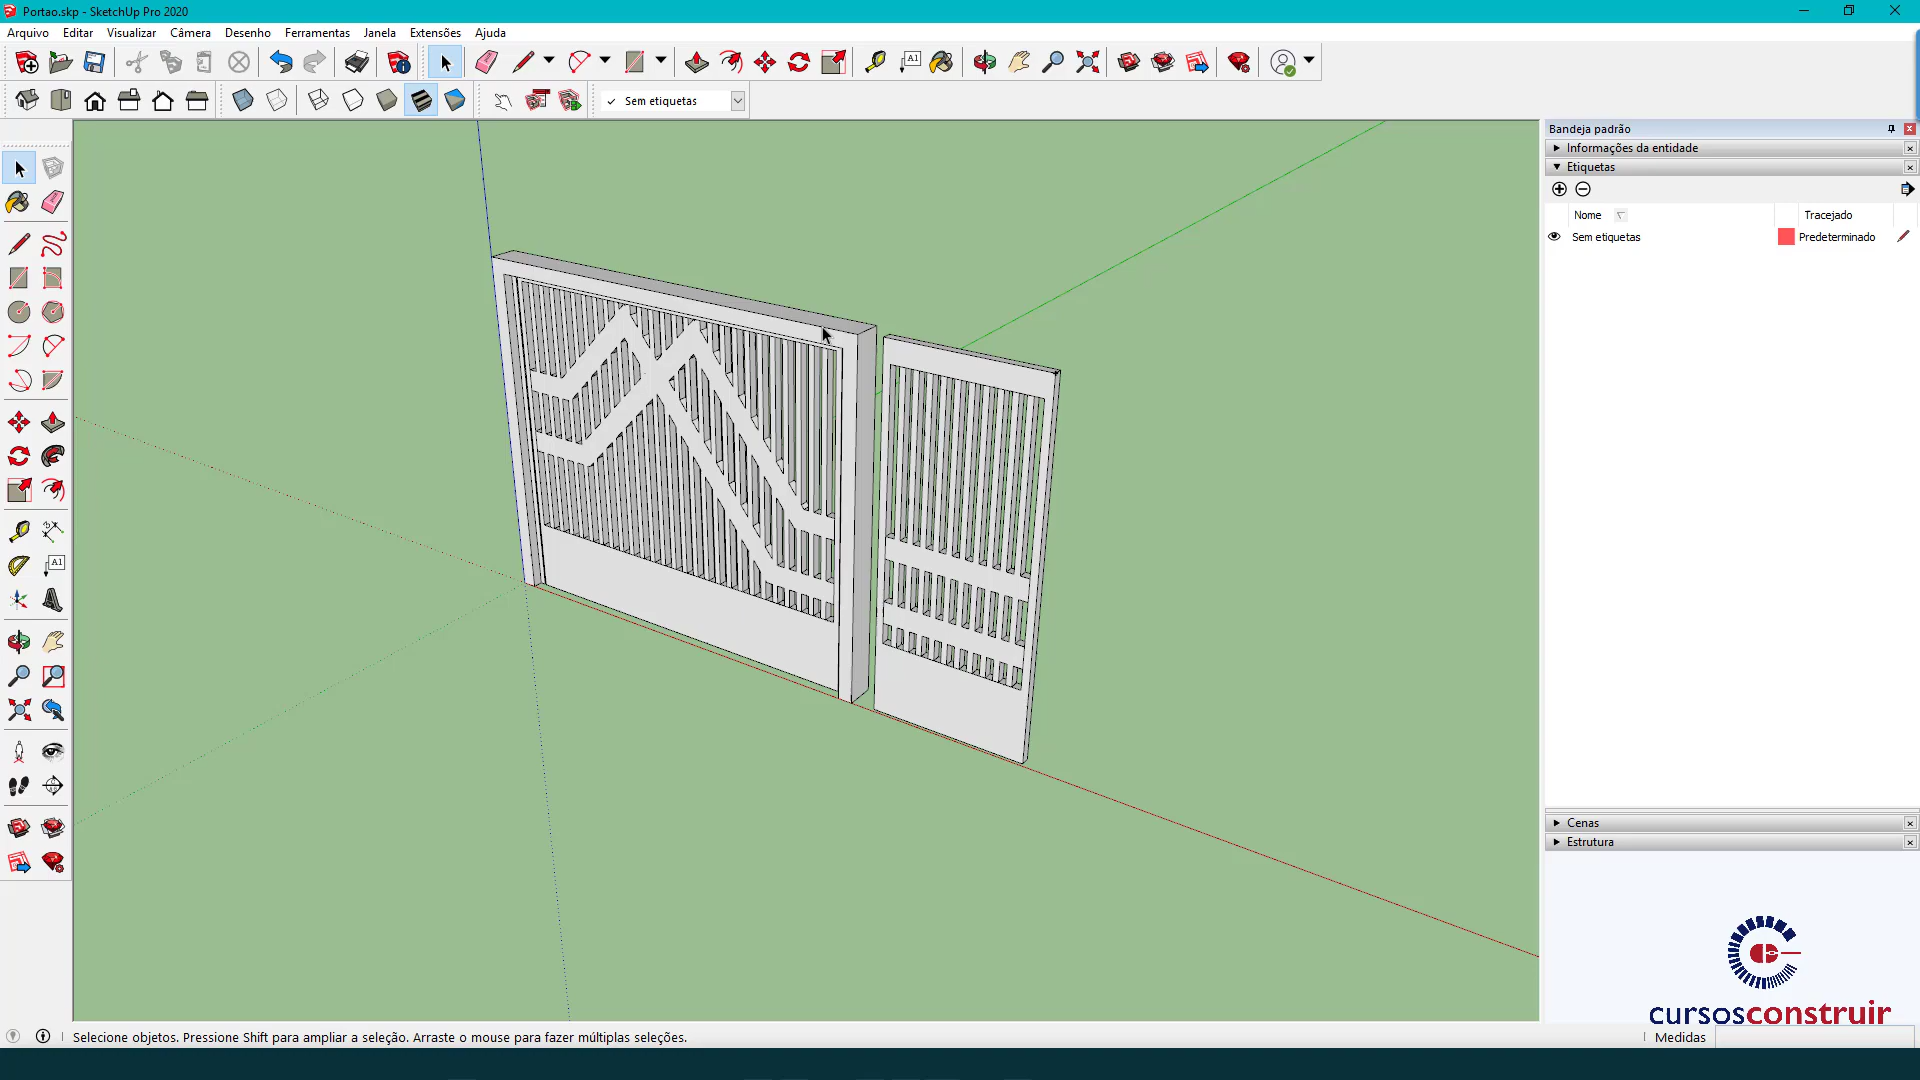 Portao.skp - SketchUp Pro 2020
Arquivo Editar Visualizar Câmera Desenho Ferramentas Janela Extensões Ajuda
A1
Sem etiquetas
Bandeja padrão
Informações da entidade
Etiquetas
Nome Tracejado
Sem etiquetas Predeterminado
A1
Cenas
Estrutura
cursosconstruir
Selecione objetos. Pressione Shift para ampliar a seleção. Arraste o mouse para fazer múltiplas seleções.
Medidas